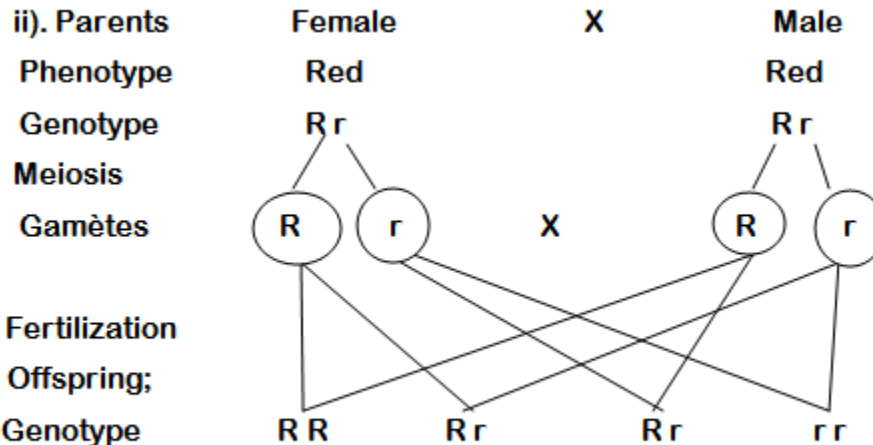 ii). Parents Female X Male
Phenotype Red Red
Genotype R r R r
Meiosis
Gamètes R r X R r
Fertilization
Offspring;
Genotype R R R r R r r r